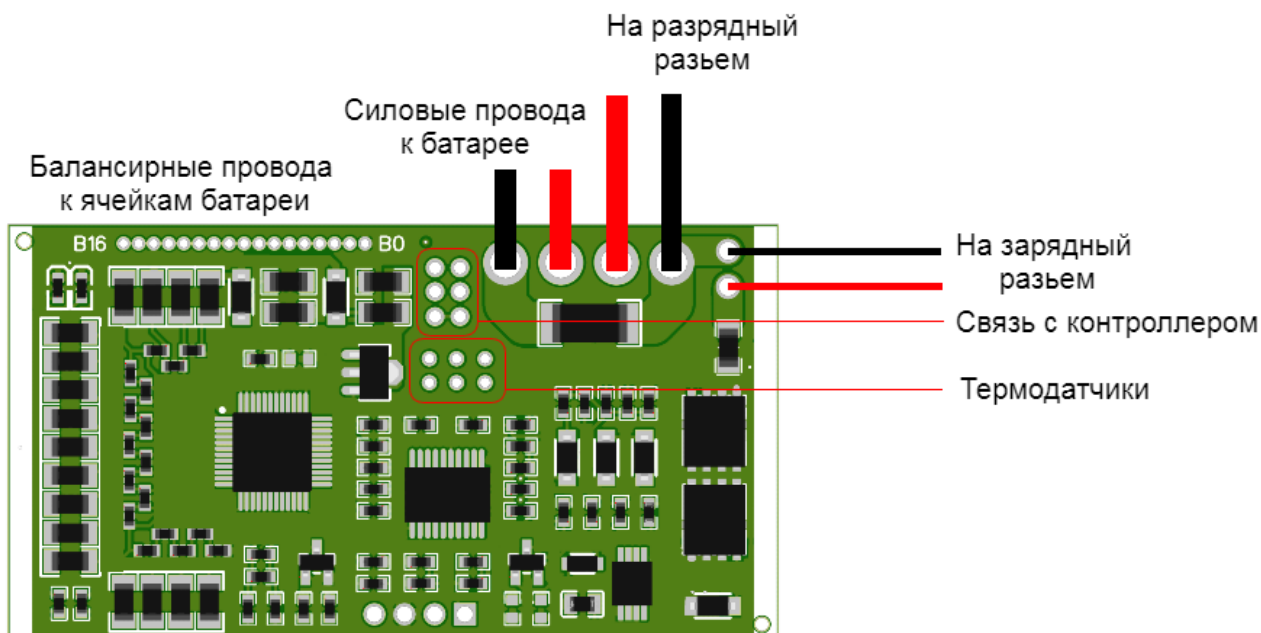 На разрядный
разьем
Силовые провода
к батарее
Балансирные провода
к ячейкам батареи
B16
B0
На зарядный
разьем
Связь с контроллером
Термодатчики